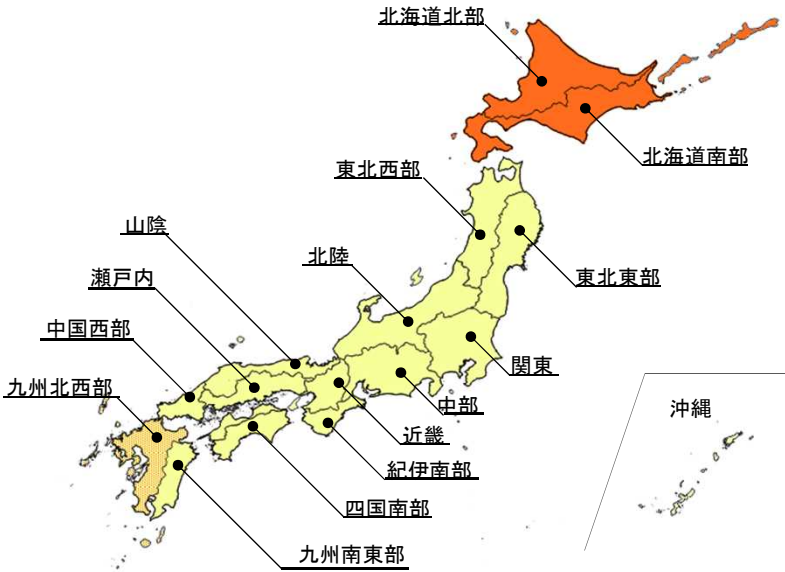 北海道北部
北海道南部
東北西部
山陰
北陸
東北東部
瀬戸内
中国西部
関東
九州北西部
中部
沖縄
近畿
紀伊南部
四国南部
九州南東部